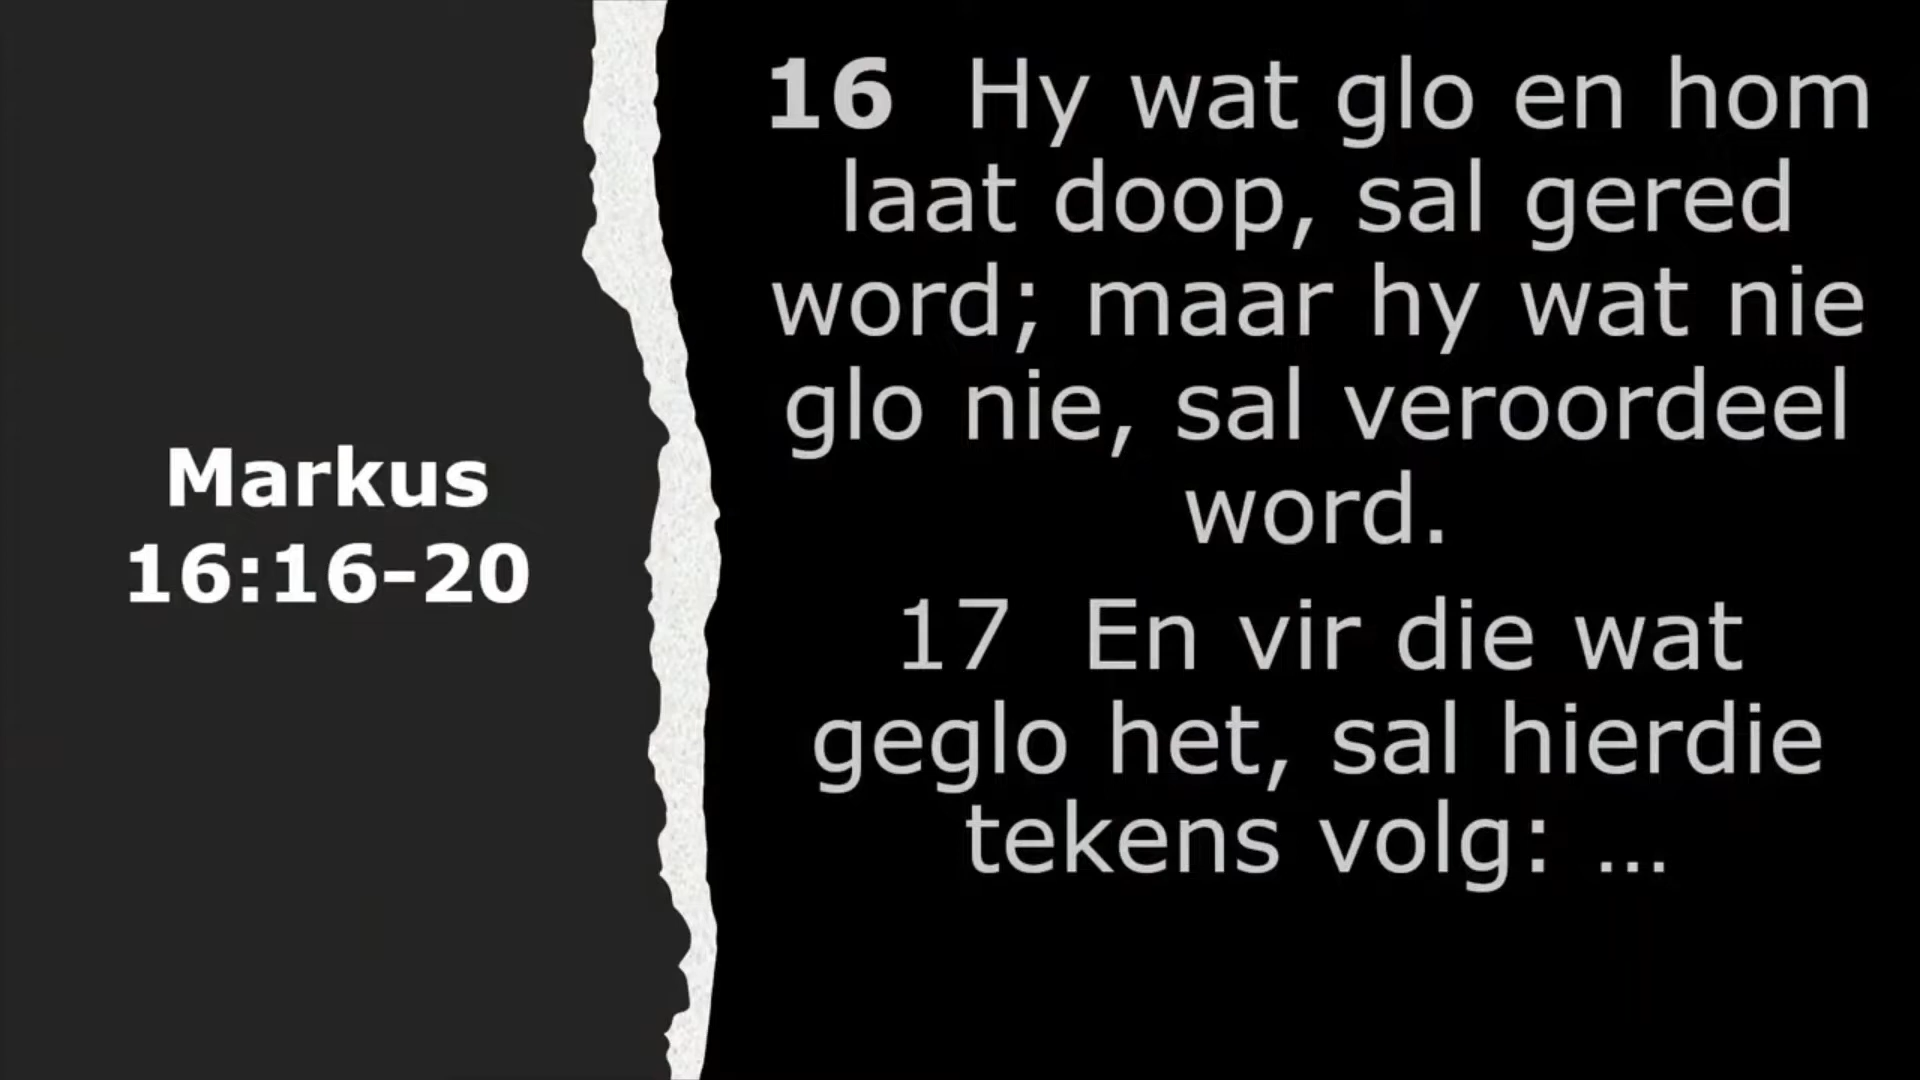 Markus
16:16-20
16 Hy wat glo en hom
laat doop, sal gered
word; maar hy wat nie
glo nie, sal veroordeel
word.
17 En vir die wat
geglo het, sal hierdie
tekens volg: ...